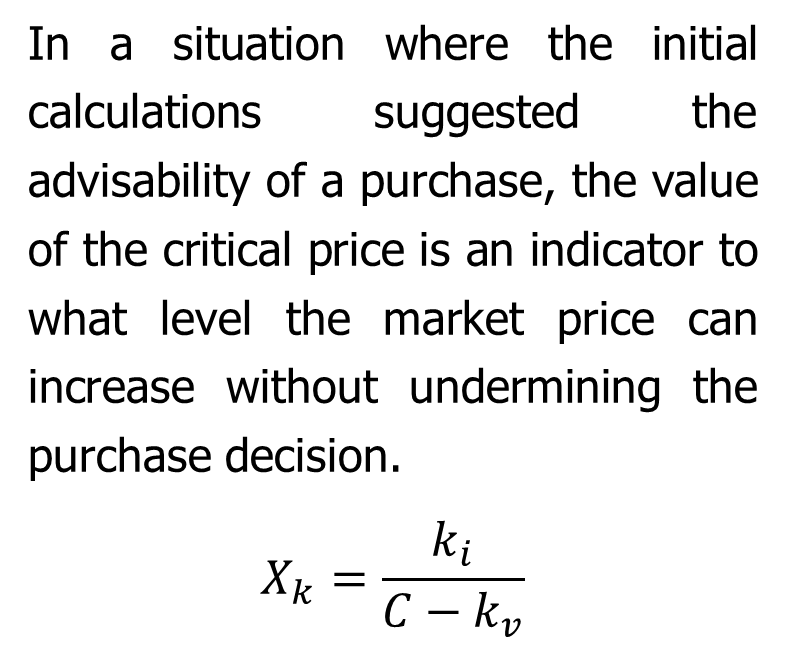 In a situation where the initial
calculations suggested the
advisability of a purchase, the value
of the critical price is an indicator to
what level the market price can
increase without undermining the
purchase decision.
X_k = k_i / (C − k_v)